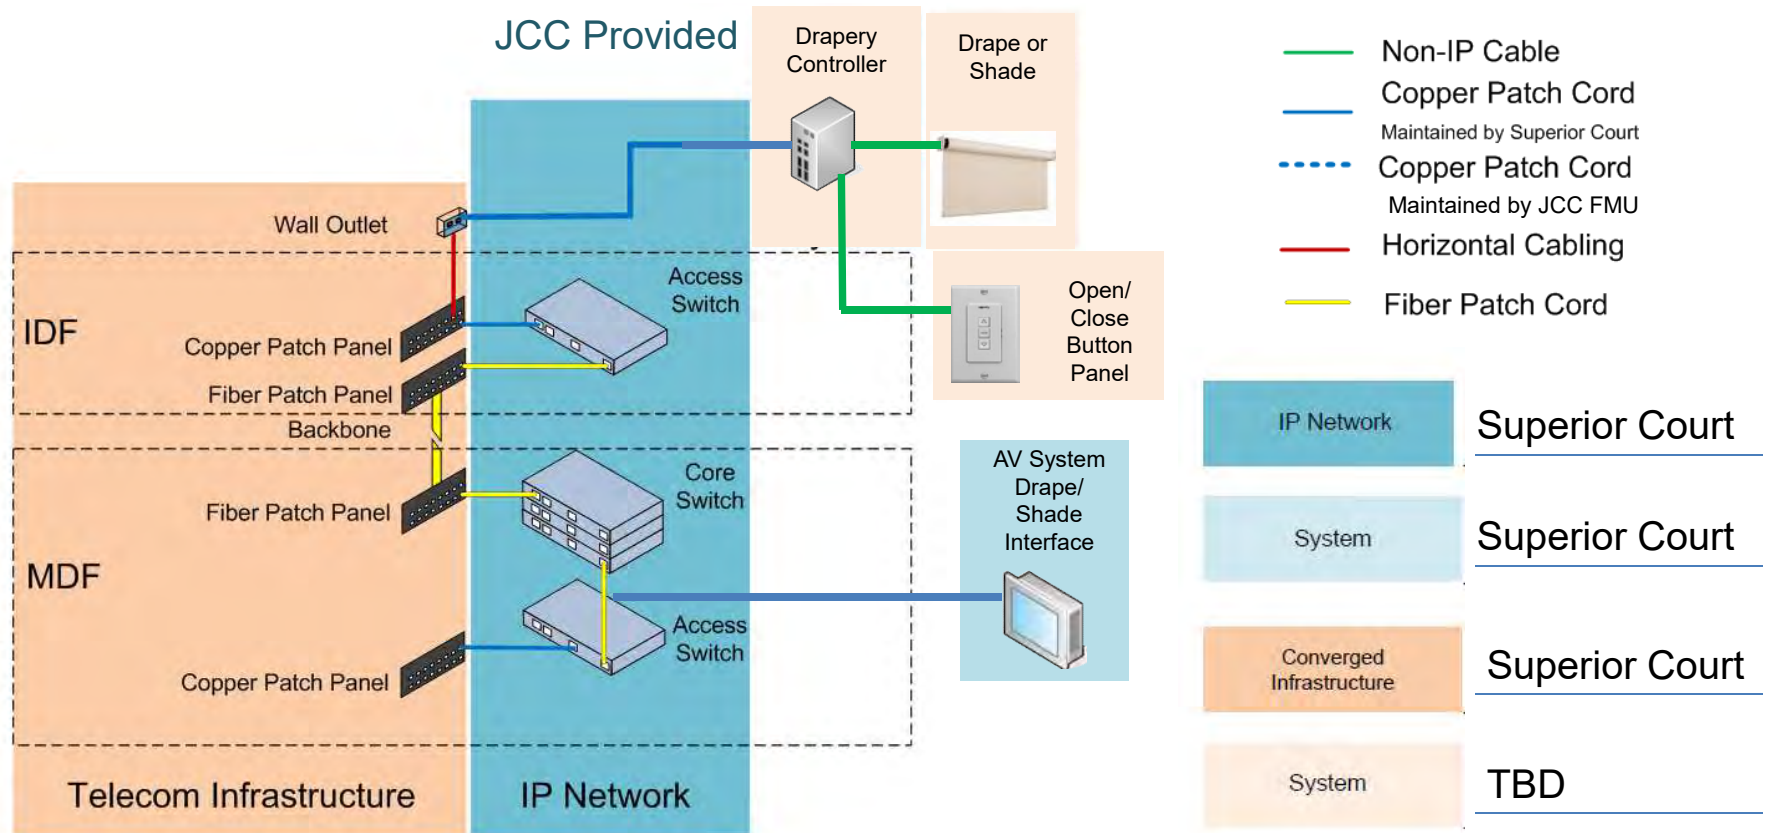 JCC Provided
Drapery
Controller
Drape or
Shade
Wall Outlet
IDF
Access
Switch
Copper Patch Panel
Fiber Patch Panel
Backbone
Open/
Close
Button
Panel
MDF
Core
Switch
Fiber Patch Panel
Access
Switch
Copper Patch Panel
AV System
Drape/
Shade
Interface
Telecom Infrastructure
IP Network
Non-IP Cable
Copper Patch Cord
Maintained by Superior Court
Copper Patch Cord
Maintained by JCC FMU
Horizontal Cabling
Fiber Patch Cord
IP Network
Superior Court
System
Superior Court
Converged
Infrastructure
Superior Court
System
TBD